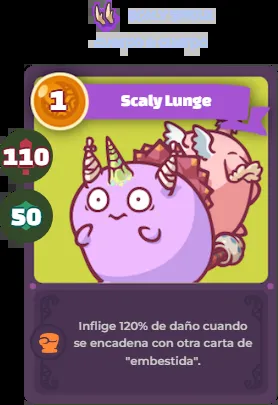 1
Scaly Lunge
110
50
Inflige 120% de daño cuando
se encadena con otra carta de
"embestida".